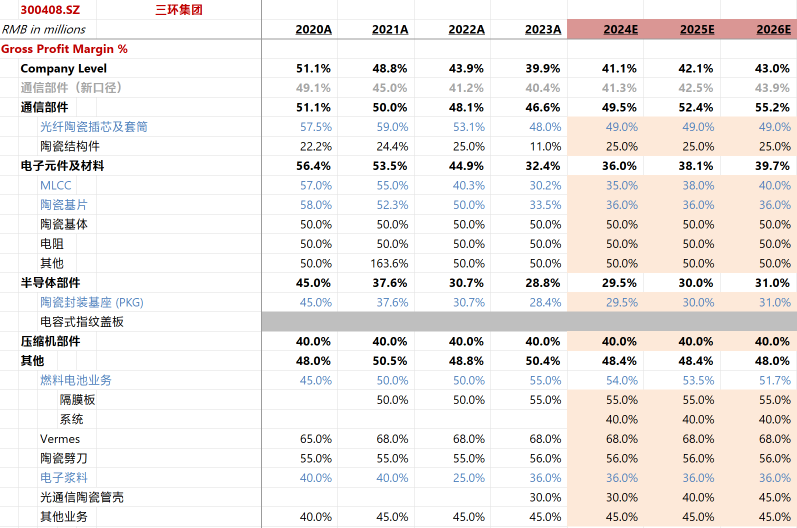 300408.SZ 三环集团
RMB in millions 2020A 2021A 2022A 2023A 2024E 2025E 2026E
Gross Profit Margin %
Company Level 51.1% 48.8% 43.9% 39.9% 41.1% 42.1% 43.0%
通信部件（新口径） 49.1% 45.0% 41.2% 40.4% 41.3% 42.5% 43.9%
通信部件 51.1% 50.0% 48.1% 46.6% 49.5% 52.4% 55.2%
光纤陶瓷插芯及套筒 57.5% 59.0% 53.1% 48.0% 49.0% 49.0% 49.0%
陶瓷结构件 22.2% 24.4% 25.0% 11.0% 25.0% 25.0% 25.0%
电子元件及材料 56.4% 53.5% 44.9% 32.4% 36.0% 38.1% 39.7%
MLCC 57.0% 55.0% 40.3% 30.2% 35.0% 38.0% 40.0%
陶瓷基片 58.0% 52.3% 50.0% 33.5% 36.0% 36.0% 36.0%
陶瓷基体 50.0% 50.0% 50.0% 50.0% 50.0% 50.0% 50.0%
电阻 50.0% 50.0% 50.0% 50.0% 50.0% 50.0% 50.0%
其他 50.0% 163.6% 50.0% 50.0% 50.0% 50.0% 50.0%
半导体部件 45.0% 37.6% 30.7% 28.8% 29.5% 30.0% 31.0%
陶瓷封装基座 (PKG) 45.0% 37.6% 30.7% 28.4% 29.5% 30.0% 31.0%
电容式指纹盖板
压缩机部件 40.0% 40.0% 40.0% 40.0% 40.0% 40.0% 40.0%
其他 48.0% 50.5% 48.8% 50.4% 48.4% 48.4% 48.0%
燃料电池业务 45.0% 50.0% 50.0% 55.0% 54.0% 53.5% 51.7%
隔膜板 50.0% 50.0% 55.0% 55.0% 55.0% 55.0%
系统 40.0% 40.0% 40.0%
Vermes 65.0% 68.0% 68.0% 68.0% 68.0% 68.0% 68.0%
陶瓷劈刀 55.0% 55.0% 55.0% 56.0% 56.0% 56.0% 56.0%
电子浆料 40.0% 40.0% 25.0% 36.0% 36.0% 36.0% 36.0%
光通信陶瓷管壳 30.0% 30.0% 40.0% 45.0%
其他业务 40.0% 45.0% 45.0% 45.0% 45.0% 45.0% 45.0%